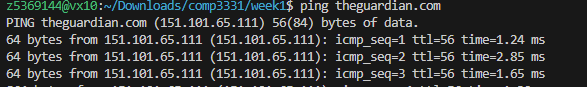 z5369144@vx10:~/Downloads/comp3331/week1$ ping theguardian.com
PING theguardian.com (151.101.65.111) 56(84) bytes of data.
64 bytes from 151.101.65.111 (151.101.65.111): icmp_seq=1 ttl=56 time=1.24 ms
64 bytes from 151.101.65.111 (151.101.65.111): icmp_seq=2 ttl=56 time=2.85 ms
64 bytes from 151.101.65.111 (151.101.65.111): icmp_seq=3 ttl=56 time=1.65 ms